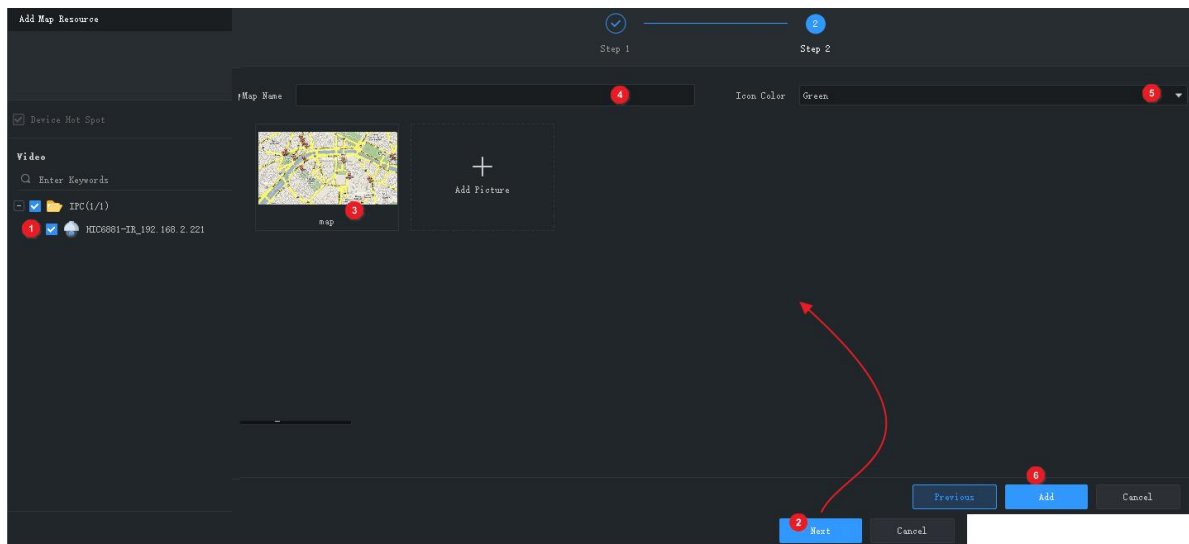 Add Map Resource
2
Step 1
Step 2
*Map Name
4
Icon Color
Green
5
Device Hot Spot
Video
Enter Keywords
Add Picture
IPC(1/1)
3
map
1
HIC6881-IR_192.168.2.221
6
Previous
Add
Cancel
2
Next
Cancel